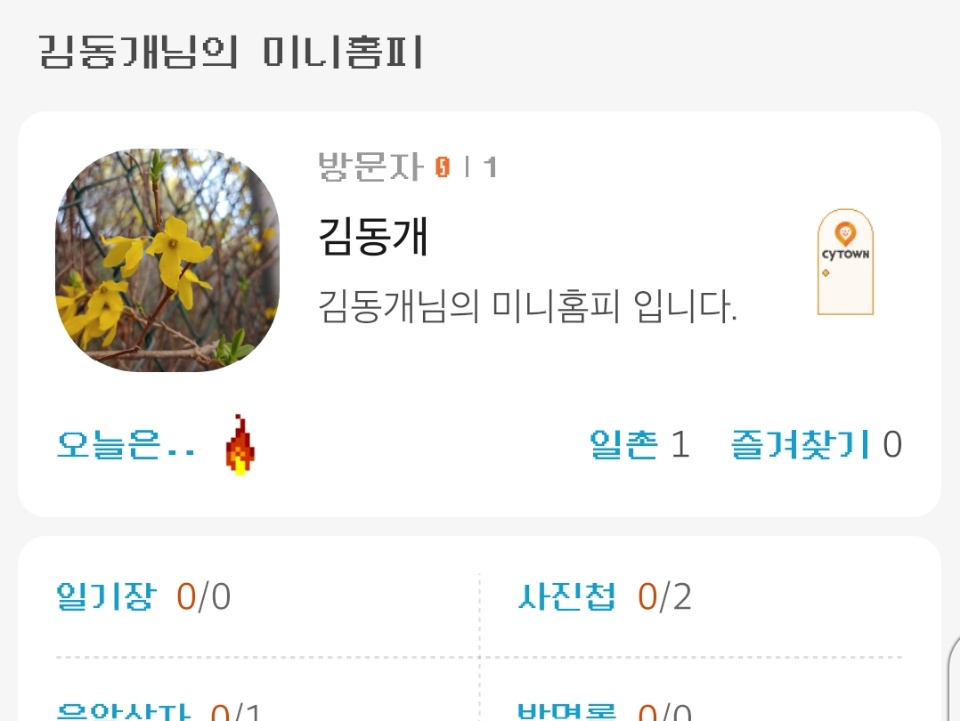 김동개님의 미니홈피
방문자 0 | 1
김동개
CYTOWN
김동개님의 미니홈피 입니다.
오늘은.. 일촌 1 즐겨찾기 0
일기장 0/0 사진첩 0/2
음악상자 0/1 방명록 0/0